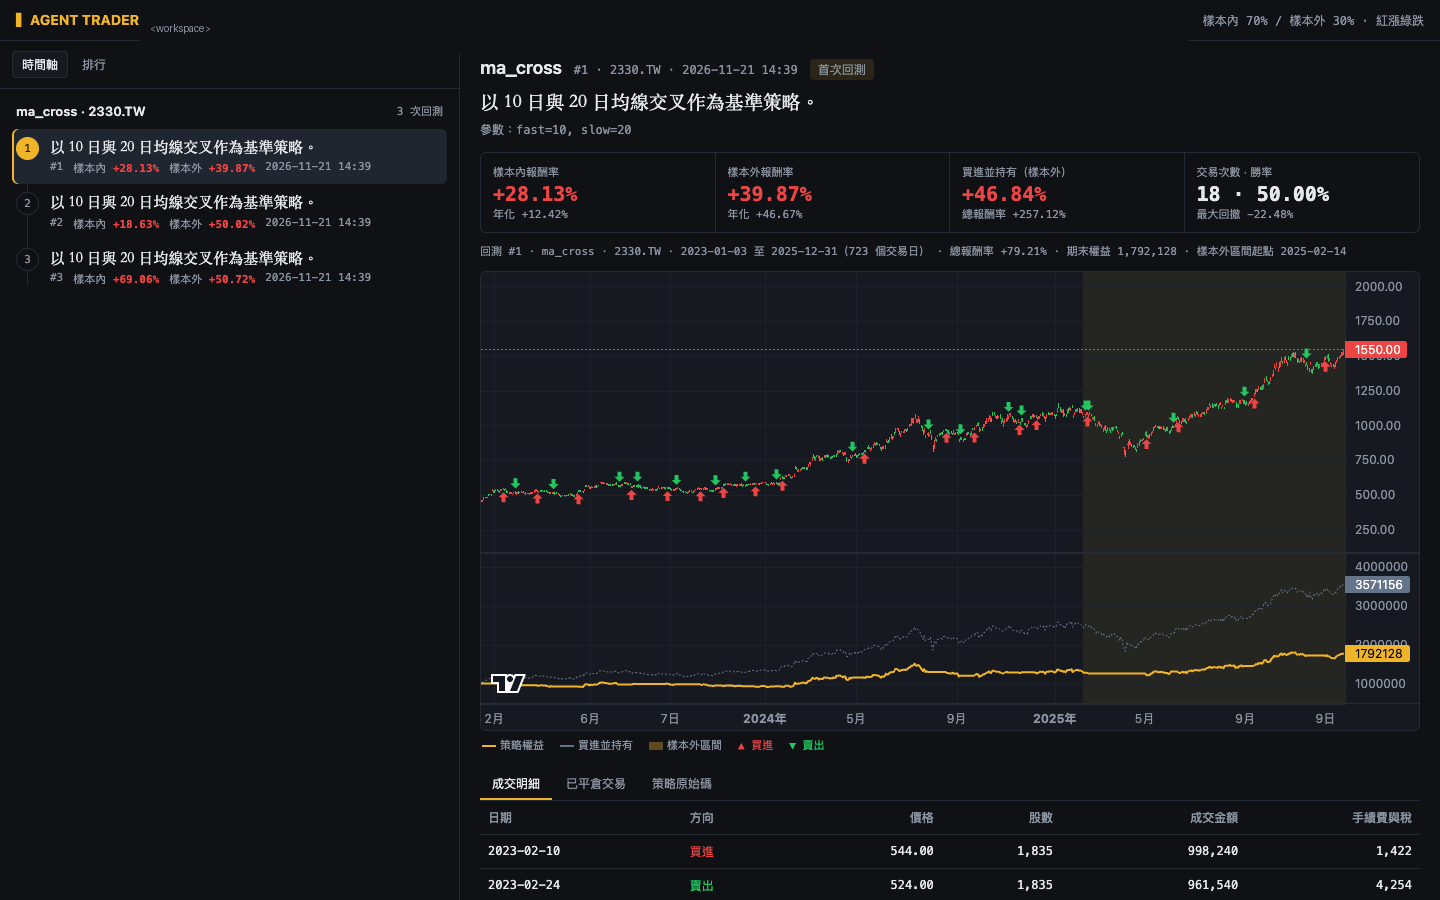 AGENT TRADER
<workspace>
樣本內 70% / 樣本外 30% · 紅漲綠跌
時間軸 排行
ma_cross · 2330.TW 3 次回測
1 以 10 日與 20 日均線交叉作為基準策略。
#1 樣本內 +28.13% 樣本外 +39.87% 2026-11-21 14:39
2 以 10 日與 20 日均線交叉作為基準策略。
#2 樣本內 +18.63% 樣本外 +50.02% 2026-11-21 14:39
3 以 10 日與 20 日均線交叉作為基準策略。
#3 樣本內 +69.06% 樣本外 +50.72% 2026-11-21 14:39
ma_cross #1 · 2330.TW · 2026-11-21 14:39 首次回測
以 10 日與 20 日均線交叉作為基準策略。
參數：fast=10, slow=20
樣本內報酬率
+28.13%
年化 +12.42%
樣本外報酬率
+39.87%
年化 +46.67%
買進並持有（樣本外）
+46.84%
總報酬率 +257.12%
交易次數 · 勝率
18 · 50.00%
最大回撤 −22.48%
回測 #1 · ma_cross · 2330.TW · 2023-01-03 至 2025-12-31（723 個交易日） · 總報酬率 +79.21% · 期末權益 1,792,128 · 樣本外區間起點 2025-02-14
2000.00
1750.00
1550.00
1250.00
1000.00
750.00
500.00
250.00
4000000
3571156
3000000
2000000
1792128
1000000
2月 6月 7日 2024年 5月 9月 2025年 5月 9月 9日
策略權益 買進並持有 樣本外區間 ▲ 買進 ▼ 賣出
成交明細 已平倉交易 策略原始碼
日期 方向 價格 股數 成交金額 手續費與稅
2023-02-10 買進 544.00 1,835 998,240 1,422
2023-02-24 賣出 524.00 1,835 961,540 4,254